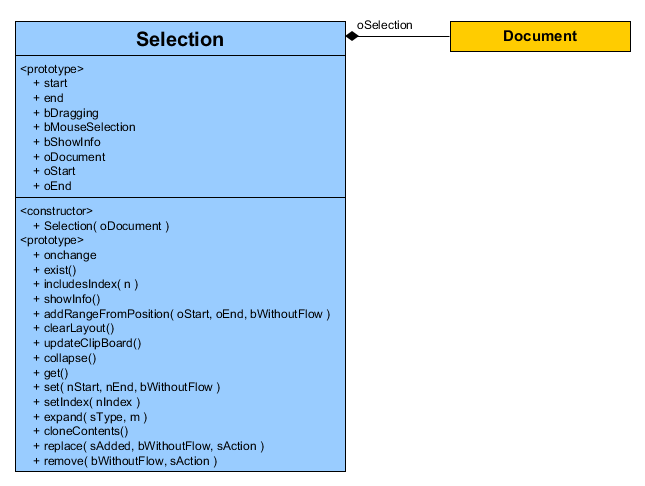 Selection
oSelection
Document
<prototype>
+ start
+ end
+ bDragging
+ bMouseSelection
+ bShowInfo
+ oDocument
+ oStart
+ oEnd
<constructor>
+ Selection( oDocument )
<prototype>
+ onchange
+ exist()
+ includesIndex( n )
+ showInfo()
+ addRangeFromPosition( oStart, oEnd, bWithoutFlow )
+ clearLayout()
+ updateClipBoard()
+ collapse()
+ get()
+ set( nStart, nEnd, bWithoutFlow )
+ setIndex( nIndex )
+ expand( sType, m )
+ cloneContents()
+ replace( sAdded, bWithoutFlow, sAction )
+ remove( bWithoutFlow, sAction )